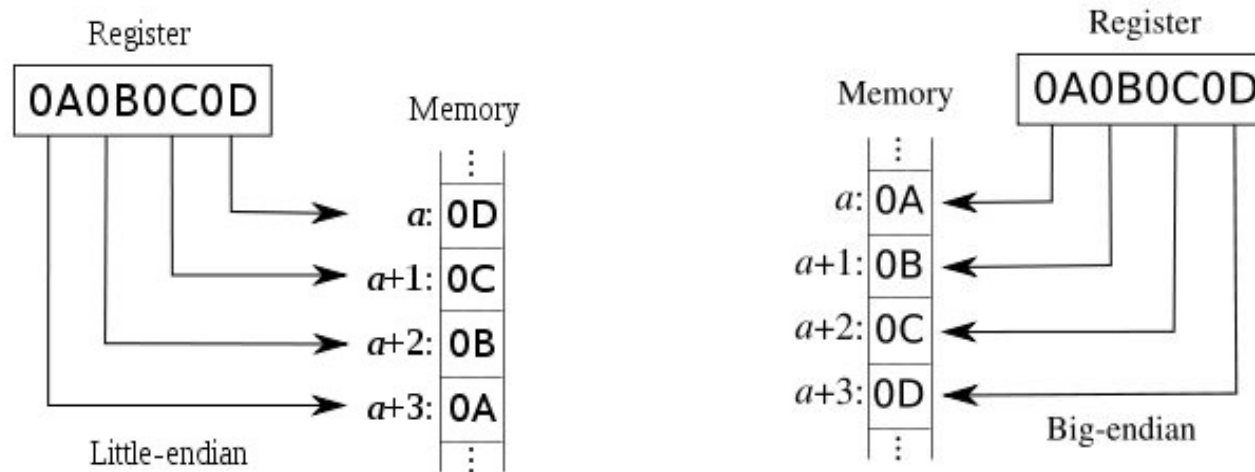 Register
0A0B0C0D
Memory
⋮
a: 0D
a+1: 0C
a+2: 0B
a+3: 0A
⋮
Little-endian
Register
0A0B0C0D
Memory
⋮
a: 0A
a+1: 0B
a+2: 0C
a+3: 0D
⋮
Big-endian